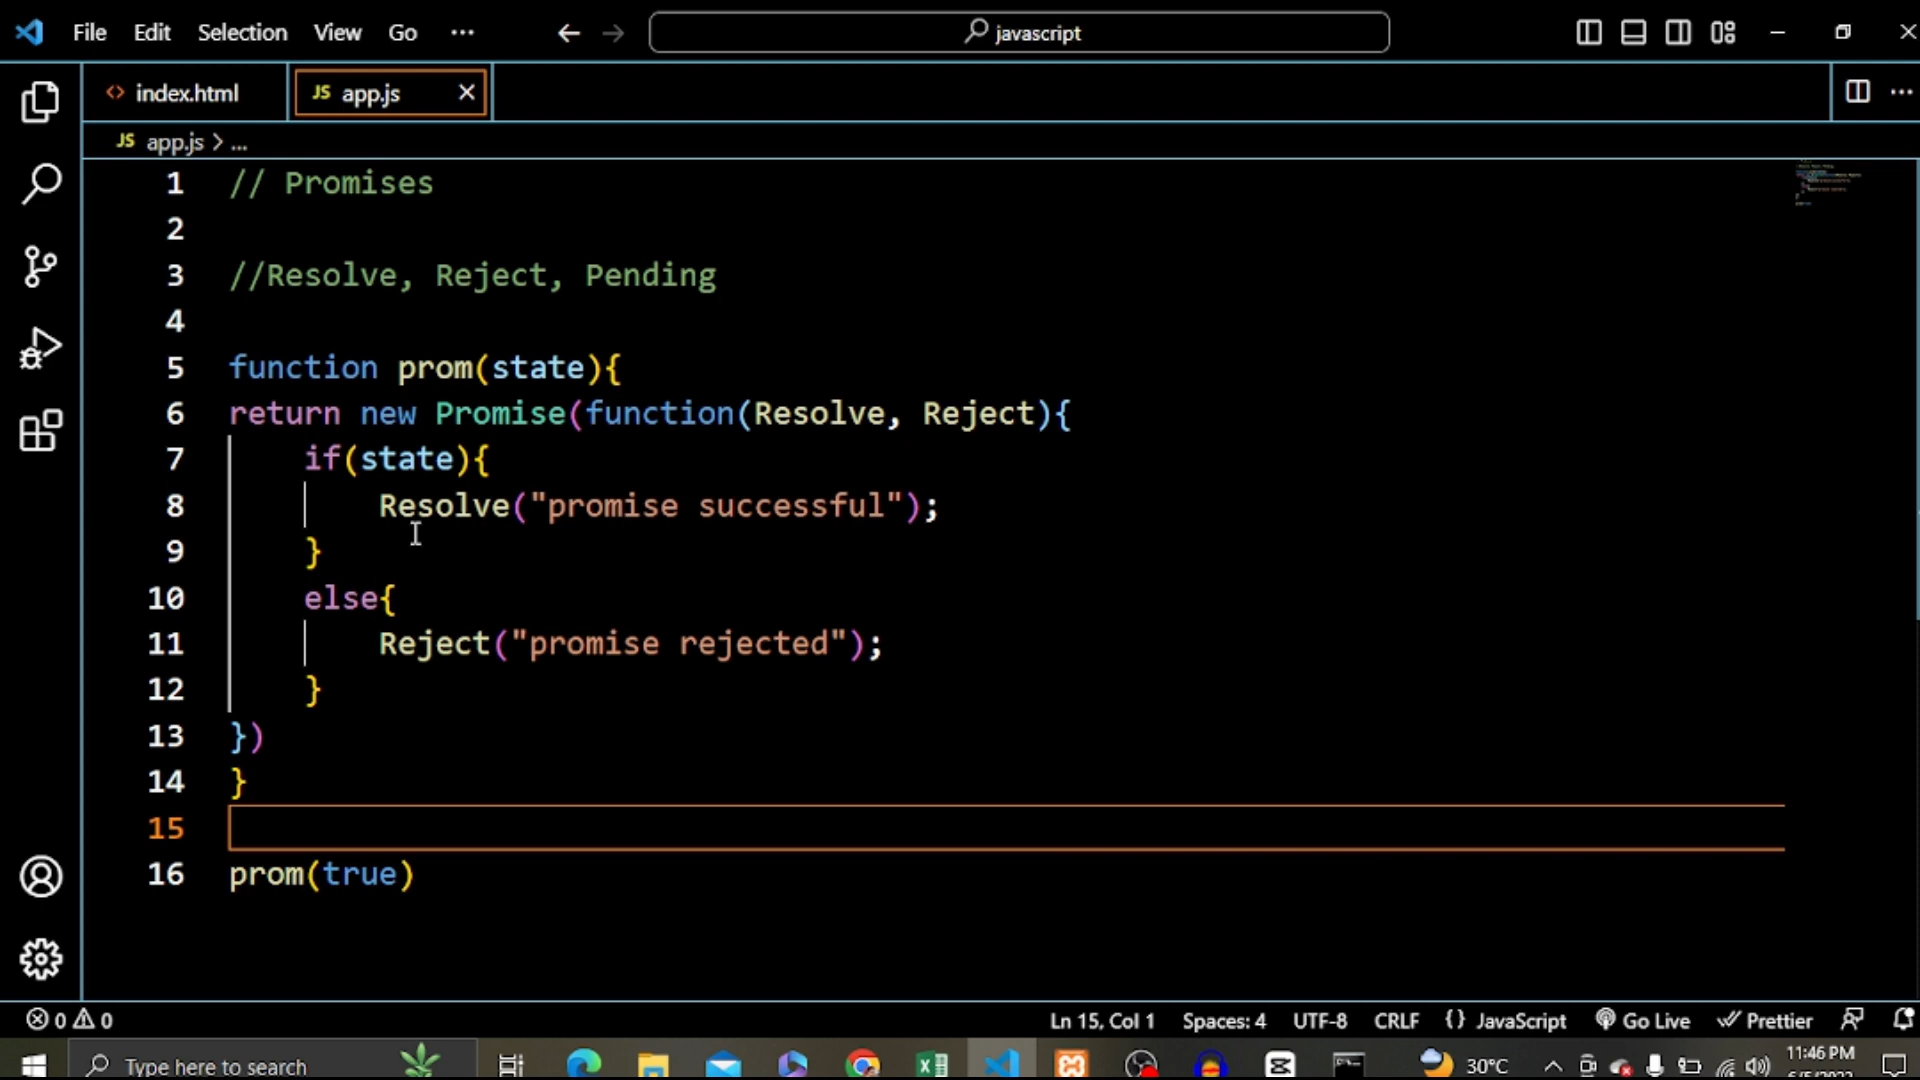 File Edit Selection View Go ...
javascript
index.html
JS app.js
JS app.js > ...
1 // Promises
2
3 //Resolve, Reject, Pending
4
5 function prom(state){
6 return new Promise(function(Resolve, Reject){
7 if(state){
8 Resolve("promise successful");
9 }
10 else{
11 Reject("promise rejected");
12 }
13 })
14 }
15
16 prom(true)
0 0 Ln 15, Col 1 Spaces: 4 UTF-8 CRLF {} JavaScript Go Live Prettier
Type here to search 30°C 11:46 PM